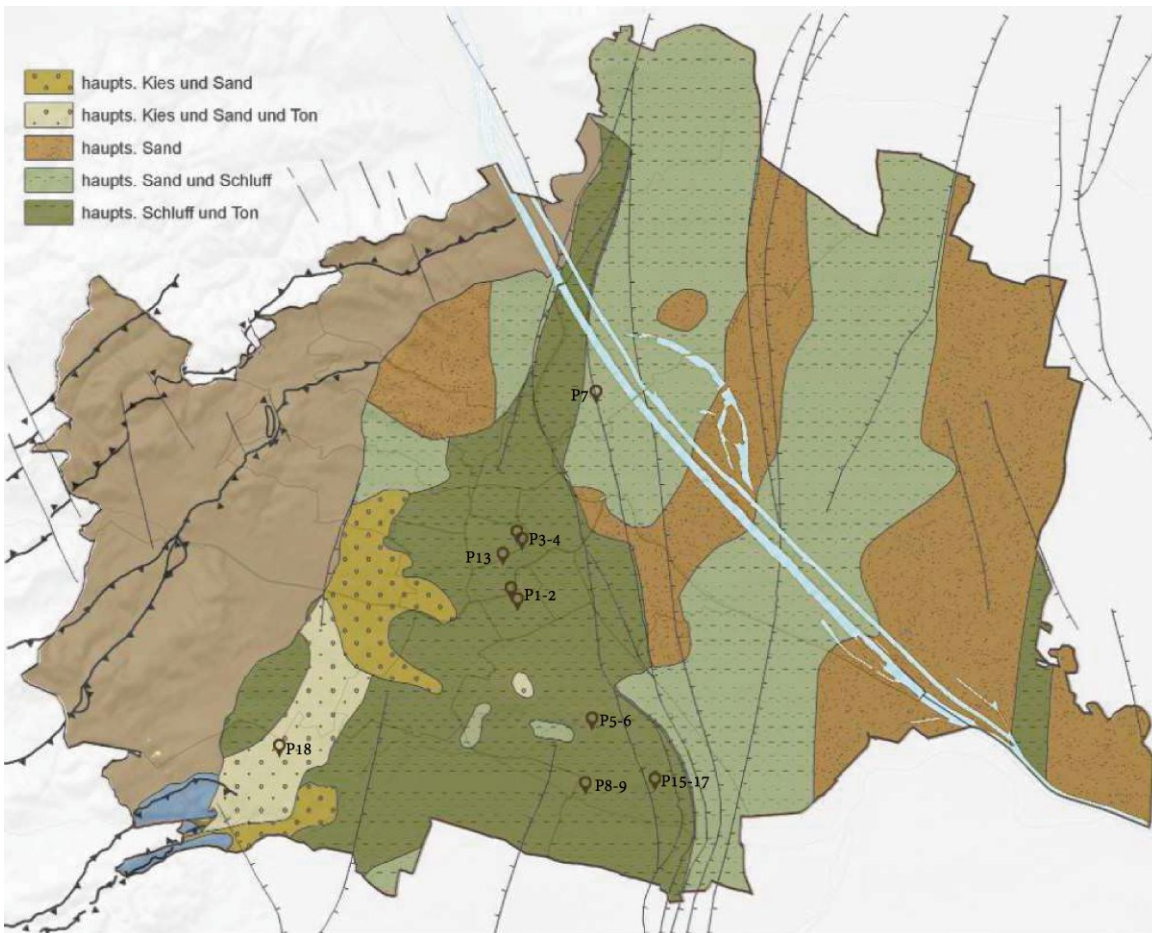 haupts. Kies und Sand
haupts. Kies und Sand und Ton
haupts. Sand
haupts. Sand und Schluff
haupts. Schluff und Ton
P7
P3-4
P13
P1-2
P5-6
P18
P8-9
P15-17